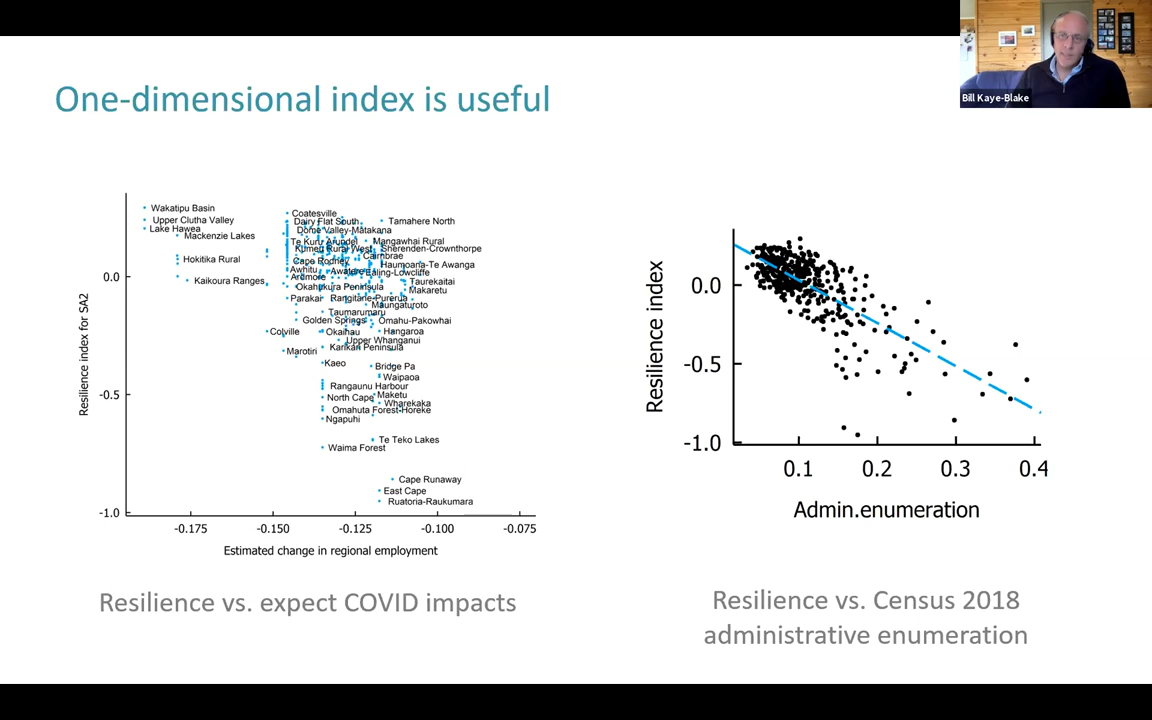 One-dimensional index is useful
Bill Kaye-Blake
Resilience index for SA2
0.0
-0.5
-1.0
Wakatipu Basin
Upper Clutha Valley
Lake Hawea
Mackenzie Lakes
Hokitika Rural
Kaikoura Ranges
Coatesville
Dairy Flat South
Tamahere North
Dome Valley-Matakana
Te Kuru Arundel
Mangawhai Rural
Kumeu Rural West
Sherenden-Crownthorpe
Cairnbrae
Cape Rodney
Haumoana-Te Awanga
Awhitu
Awatere
Ealing-Lowcliffe
Ardmore
Taurekaitai
Okahukura Peninsula
Makaretu
Parakai
Rangitane-Purerua
Maungaturoto
Taumarumaru
Golden Springs
Omahu-Pakowhai
Colville
Okaihau
Hangaroa
Upper Whanganui
Karikari Peninsula
Marotiri
Kaeo
Bridge Pa
Waipaoa
Rangaunu Harbour
Maketu
North Cape
Wharekaka
Omahuta Forest-Horeke
Ngapuhi
Te Teko Lakes
Waima Forest
Cape Runaway
East Cape
Ruatoria-Raukumara
-0.175 -0.150 -0.125 -0.100 -0.075
Estimated change in regional employment
Resilience vs. expect COVID impacts
Resilience index
0.0
-0.5
-1.0
0.1 0.2 0.3 0.4
Admin.enumeration
Resilience vs. Census 2018
administrative enumeration